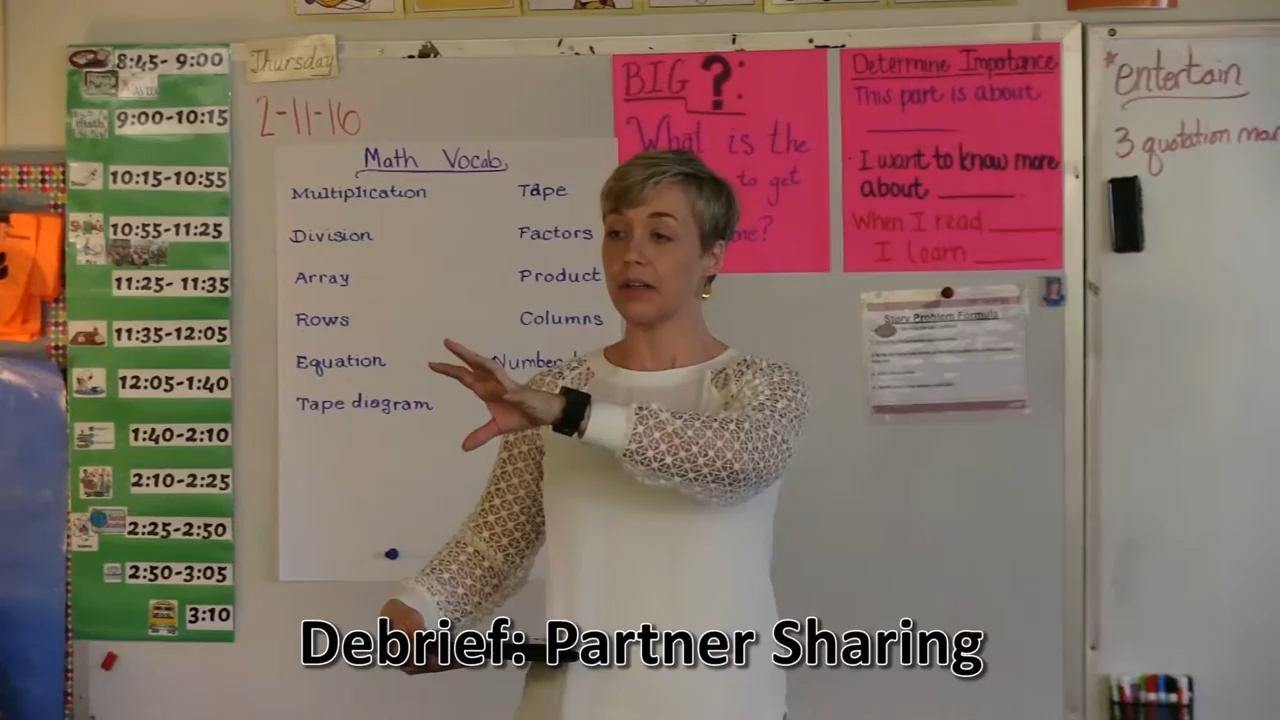 8:45- 9:00
AVID
9:00-10:15
math
10:15-10:55
10:55-11:25
11:25- 11:35
11:35-12:05
12:05-1:40
1:40-2:10
2:10-2:25
2:25-2:50
2:50-3:05
3:10
Thursday
2-11-16
Math Vocab.
Multiplication
Division
Array
Rows
Equation
Tape diagram
Tape
Factors
Product
Columns
Number
BIG ?:
What is the
to get
Determine Impotance
This part is about
I want to know more
about
When I read
I learn
Story Problem Formula
*entertain
3 quotation mar
Debrief: Partner Sharing